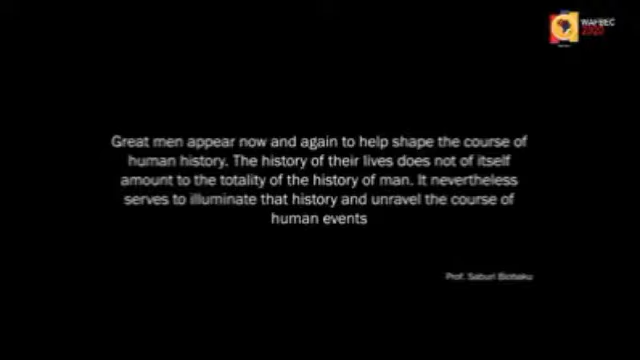 WAFBEC
2020
Great men appear now and again to help shape the course of
human history. The history of their lives does not of itself
amount to the totality of the history of man. It nevertheless
serves to illuminate that history and unravel the course of
human events
Prof. Saburi Biobaku